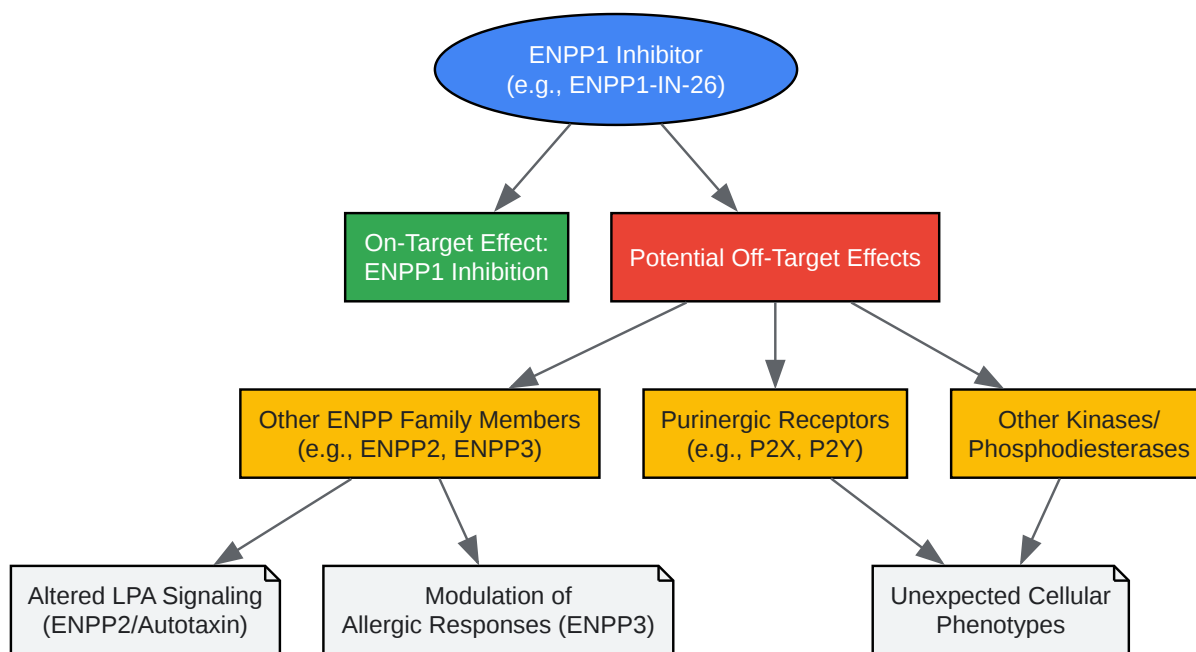 ENPP1 Inhibitor
(e.g., ENPP1-IN-26)
On-Target Effect:
ENPP1 Inhibition
Potential Off-Target Effects
Other ENPP Family Members
(e.g., ENPP2, ENPP3)
Purinergic Receptors
(e.g., P2X, P2Y)
Other Kinases/
Phosphodiesterases
Altered LPA Signaling
(ENPP2/Autotaxin)
Modulation of
Allergic Responses (ENPP3)
Unexpected Cellular
Phenotypes